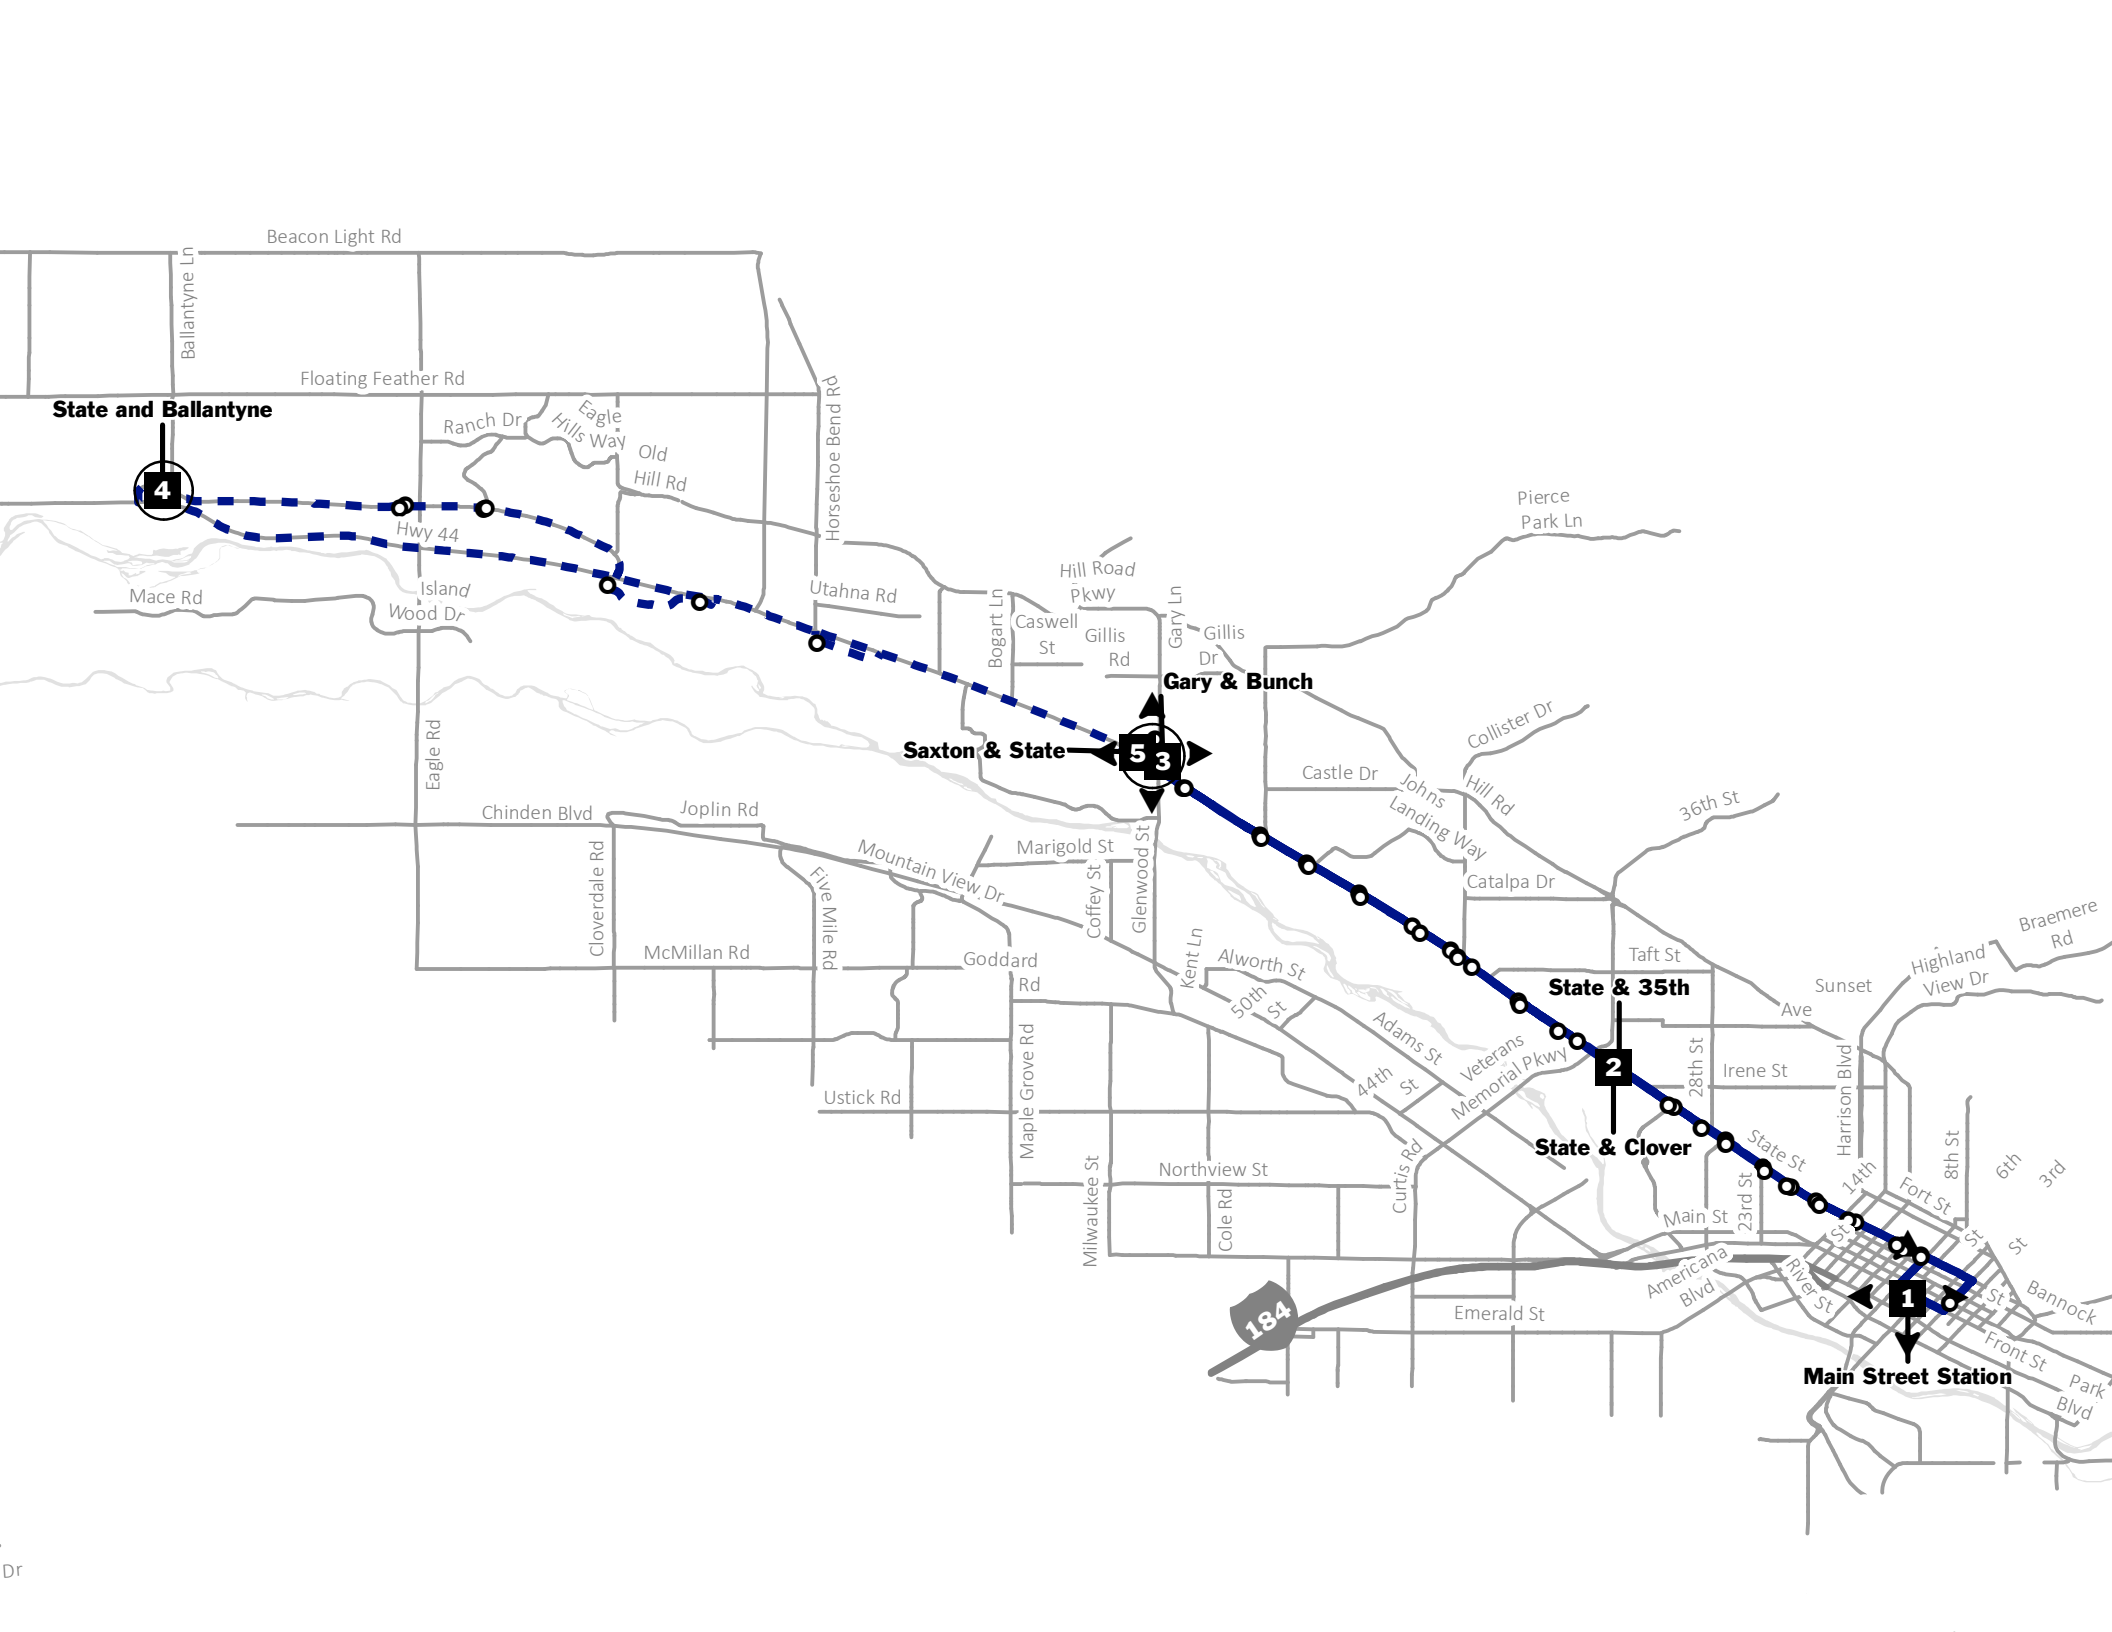 Beacon Light Rd
Ballantyne Ln
Floating Feather Rd
State and Ballantyne
4
Ranch Dr
Eagle
Hills Way
Old
Hill Rd
Horseshoe Bend Rd
Hwy 44
Island
Wood Dr
Mace Rd
Utahna Rd
Pierce
Park Ln
Hill Road
Pkwy
Bogart Ln
Caswell
St
Gillis
Rd
Gary Ln
Gillis
Dr
Gary & Bunch
Saxton & State
5
3
Collister Dr
Castle Dr
Johns
Landing Way
Hill Rd
36th St
Eagle Rd
Chinden Blvd
Joplin Rd
Cloverdale Rd
Mountain View Dr
Five Mile Rd
Marigold St
Coffey St
Glenwood St
Catalpa Dr
McMillan Rd
Goddard
Rd
Kent Ln
Alworth St
50th
St
Taft St
State & 35th
Sunset
Ave
Highland
View Dr
Braemere
Rd
Adams St
Veterans
Memorial Pkwy
2
44th
St
28th St
Irene St
Harrison Blvd
Ustick Rd
Maple Grove Rd
State & Clover
State St
8th St
6th
St
3rd
St
Milwaukee St
Northview St
Cole Rd
Curtis Rd
Main St
23rd St
14th
St
Fort St
Americana
Blvd
River St
1
St
Bannock
184
Emerald St
Front St
Main Street Station
Park
Blvd
Dr